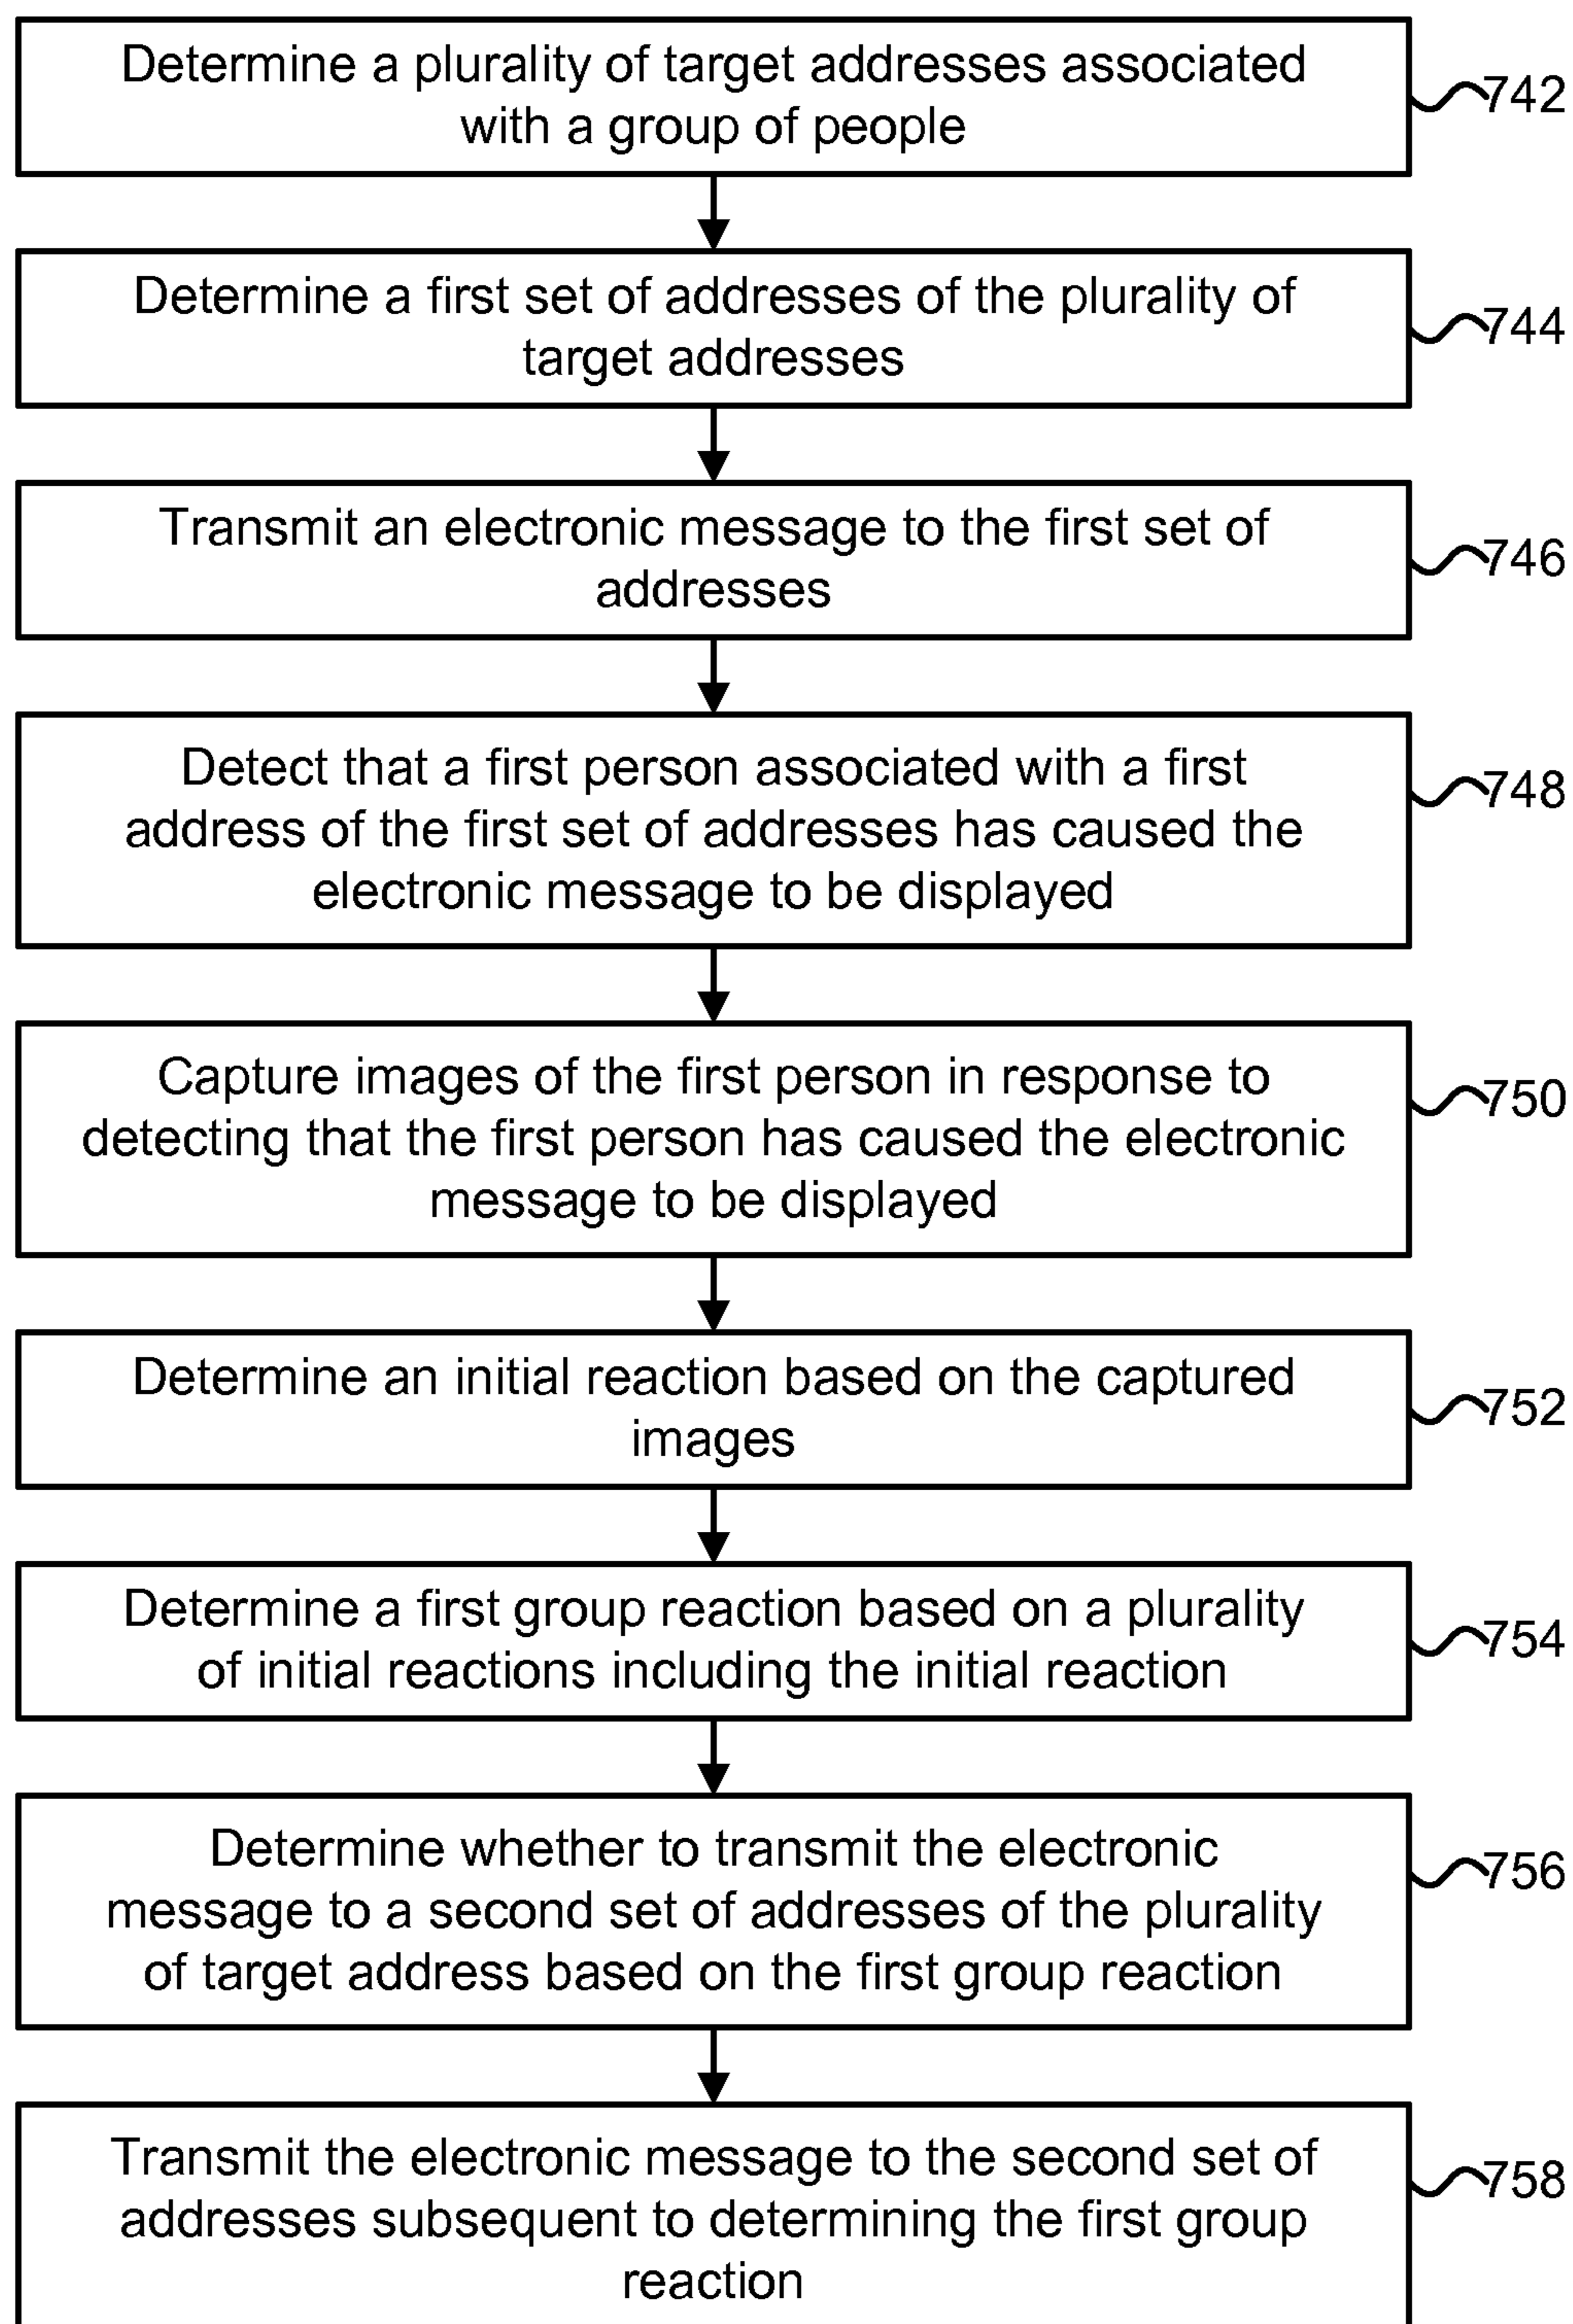 Determine a plurality of target addresses associated
with a group of people
742
Determine a first set of addresses of the plurality of
target addresses
744
Transmit an electronic message to the first set of
addresses
746
Detect that a first person associated with a first
address of the first set of addresses has caused the
electronic message to be displayed
748
Capture images of the first person in response to
detecting that the first person has caused the electronic
message to be displayed
750
Determine an initial reaction based on the captured
images
752
Determine a first group reaction based on a plurality
of initial reactions including the initial reaction
754
Determine whether to transmit the electronic
message to a second set of addresses of the plurality
of target address based on the first group reaction
756
Transmit the electronic message to the second set of
addresses subsequent to determining the first group
reaction
758